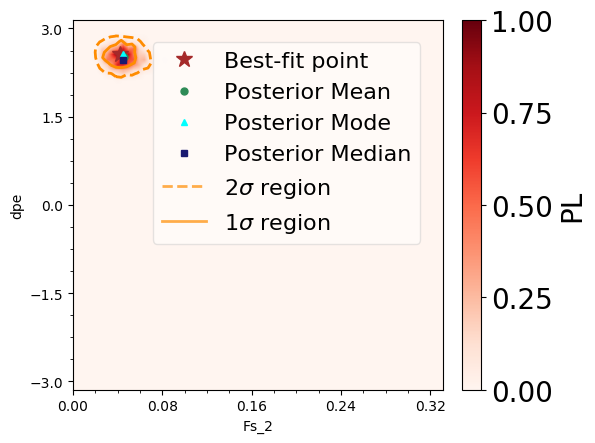 3.0
1.5
0.0
−1.5
−3.0
dpe
0.00
0.08
0.16
0.24
0.32
Fs_2
Best-fit point
Posterior Mean
Posterior Mode
Posterior Median
2σ region
1σ region
1.00
0.75
0.50
0.25
0.00
PL